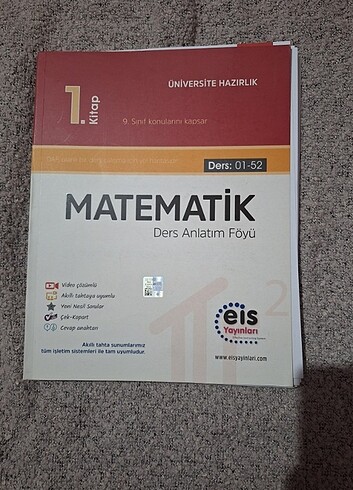 ÜNİVERSİTE HAZIRLIK
1.
Kitap
9. Sınıf konularını kapsar
Ders: 01-52
MATEMATİK
Ders Anlatım Föyü
Video çözümlü
Akıllı tahtaya uyumlu
Yeni Nesil Sorular
Çek-Kopart
Cevap anahtarı
2
eis
Yayınları
Akıllı tahta sunumlarımız
tüm işletim sistemleri ile tam uyumludur.
www.eisyayinlari.com